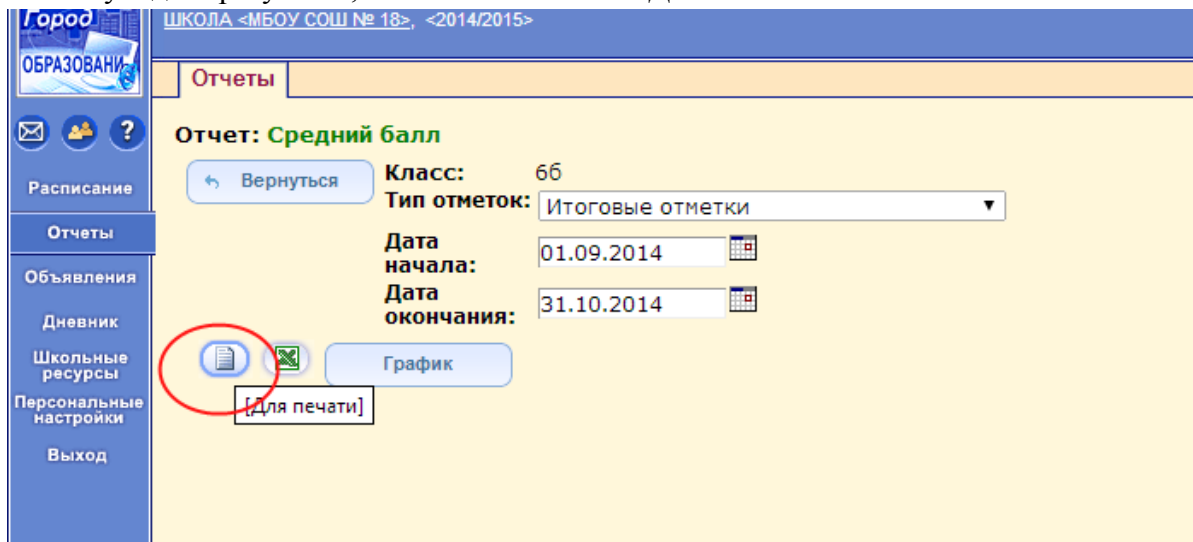 Город
ОБРАЗОВАНИ
ШКОЛА <МБОУ СОШ № 18>, <2014/2015>
Отчеты
?
Отчет: Средний балл
Вернуться
Класс: 6б
Тип отметок: Итоговые отметки
Дата
начала: 01.09.2014
Дата
окончания: 31.10.2014
График
[Для печати]
Расписание
Отчеты
Объявления
Дневник
Школьные
ресурсы
Персональные
настройки
Выход